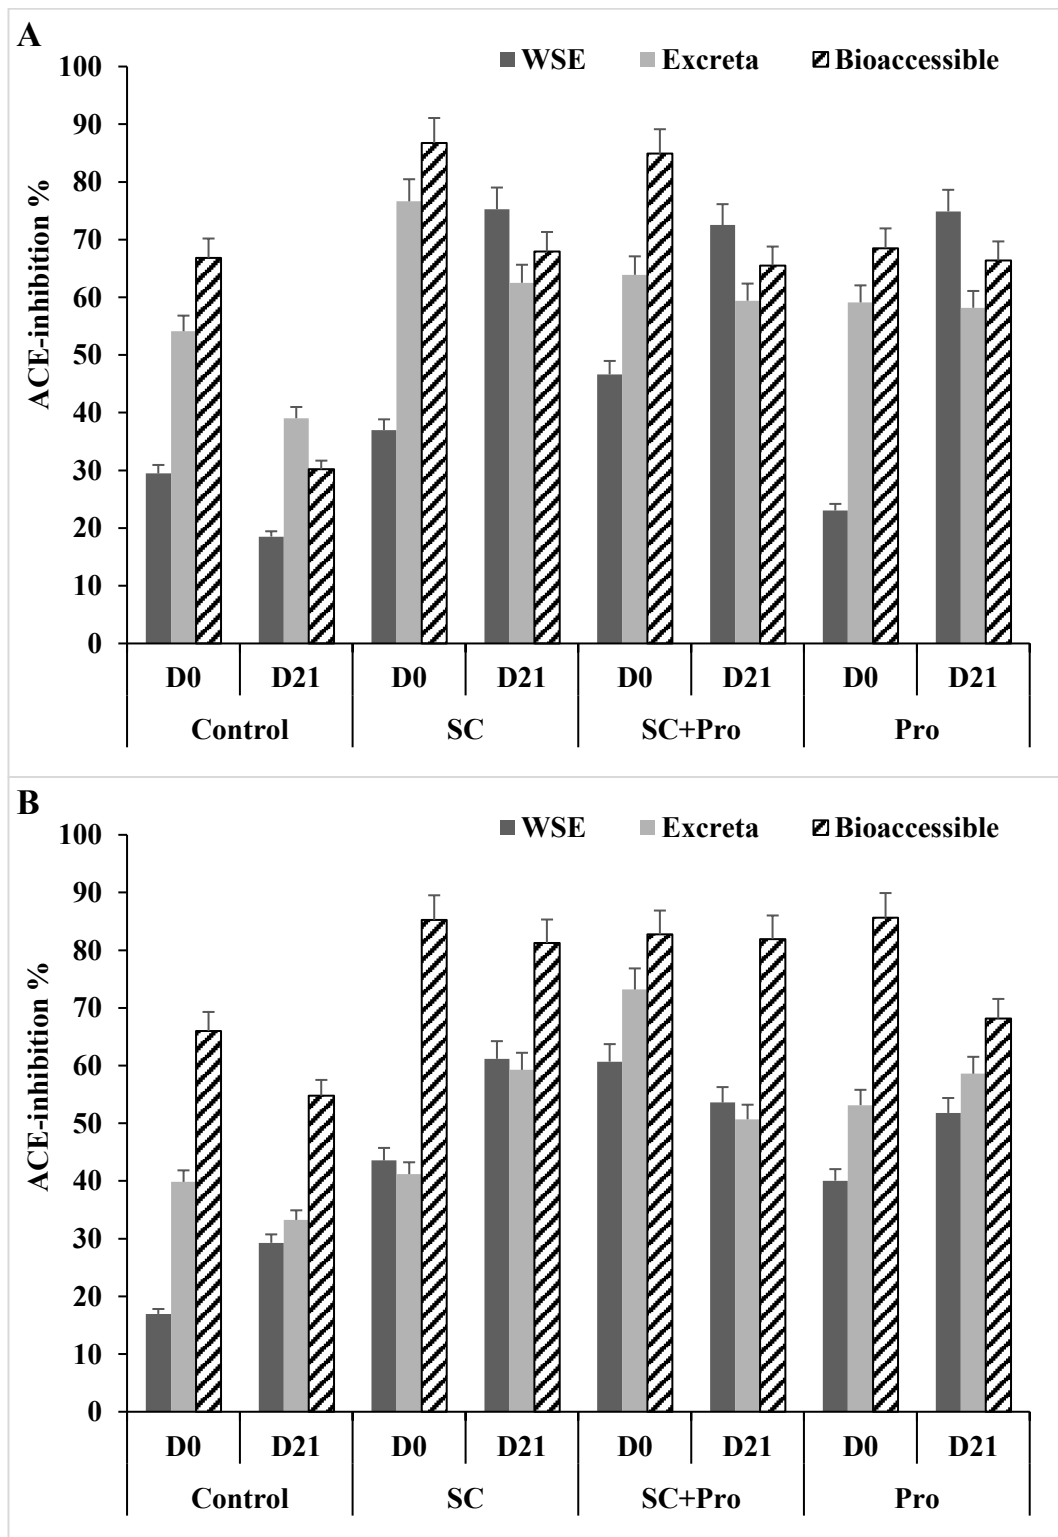 A
WSE Excreta Bioaccessible
100
90
80
70
60
50
40
30
20
10
0
ACE-inhibition %
D0 D21 D0 D21 D0 D21 D0 D21
Control SC SC+Pro Pro
B
WSE Excreta Bioaccessible
100
90
80
70
60
50
40
30
20
10
0
ACE-inhibition %
D0 D21 D0 D21 D0 D21 D0 D21
Control SC SC+Pro Pro